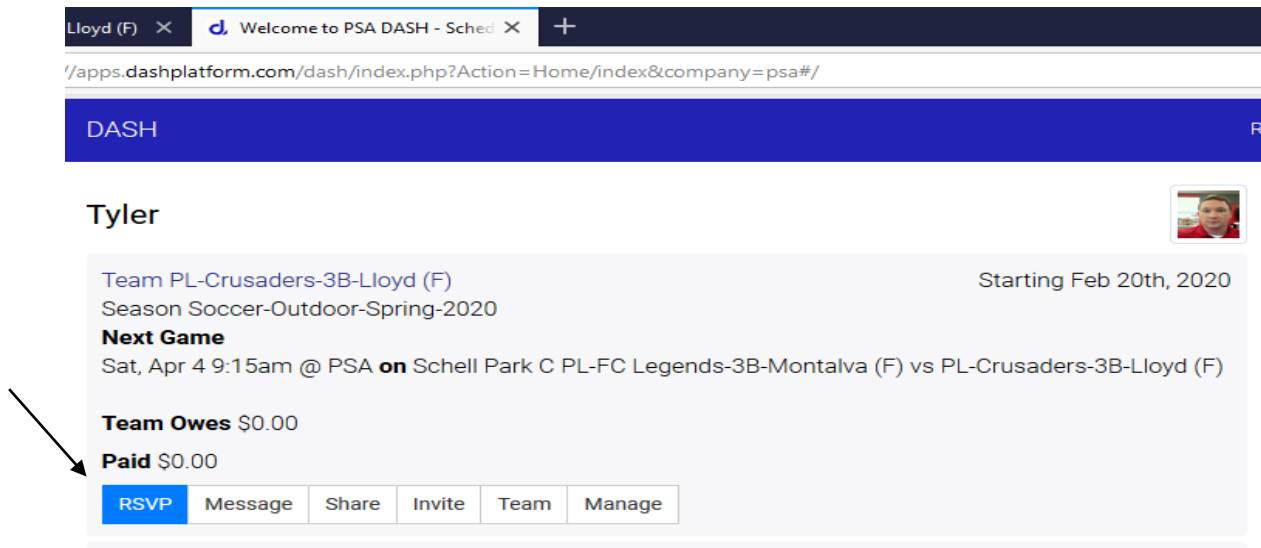 Lloyd (F)
Welcome to PSA DASH - Sched
//apps.dashplatform.com/dash/index.php?Action=Home/index&company=psa#/
DASH
R
Tyler
Team PL-Crusaders-3B-Lloyd (F)
Starting Feb 20th, 2020
Season Soccer-Outdoor-Spring-2020
Next Game
Sat, Apr 4 9:15am @ PSA on Schell Park C PL-FC Legends-3B-Montalva (F) vs PL-Crusaders-3B-Lloyd (F)
Team Owes $0.00
Paid $0.00
RSVP Message Share Invite Team Manage